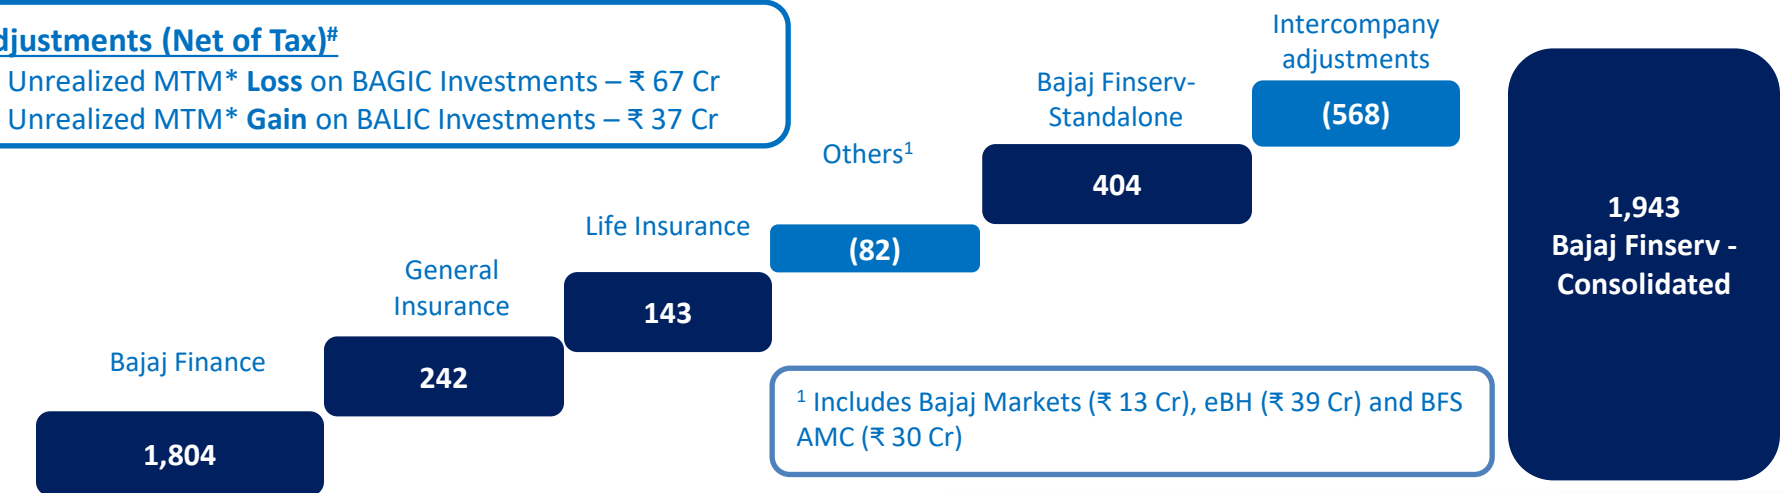 djustments (Net of Tax)#
Unrealized MTM* Loss on BAGIC Investments – ₹ 67 Cr
Unrealized MTM* Gain on BALIC Investments – ₹ 37 Cr
Bajaj Finance
1,804
General
Insurance
242
Life Insurance
143
Others1
(82)
Bajaj Finserv-
Standalone
404
Intercompany
adjustments
(568)
1,943
Bajaj Finserv -
Consolidated
1 Includes Bajaj Markets (₹ 13 Cr), eBH (₹ 39 Cr) and BFS
AMC (₹ 30 Cr)